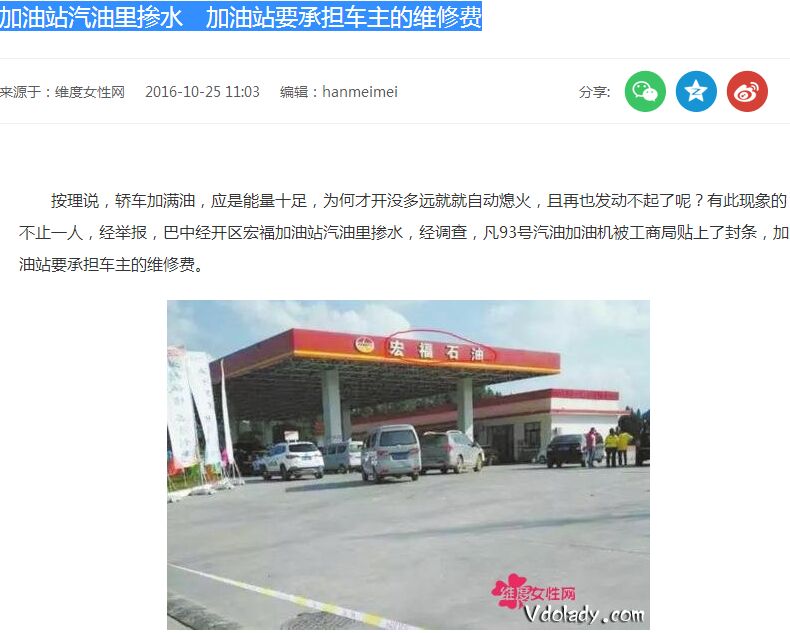 加油站汽油里掺水　加油站要承担车主的维修费
来源于：维度女性网 2016-10-25 11:03 编辑：hanmeimei 分享:
按理说，轿车加满油，应是能量十足，为何才开没多远就就自动熄火，且再也发动不起了呢？有此现象的
不止一人，经举报，巴中经开区宏福加油站汽油里掺水，经调查，凡93号汽油加油机被工商局贴上了封条，加
油站要承担车主的维修费。
宏福石油
维度女性网
Vdolady.com